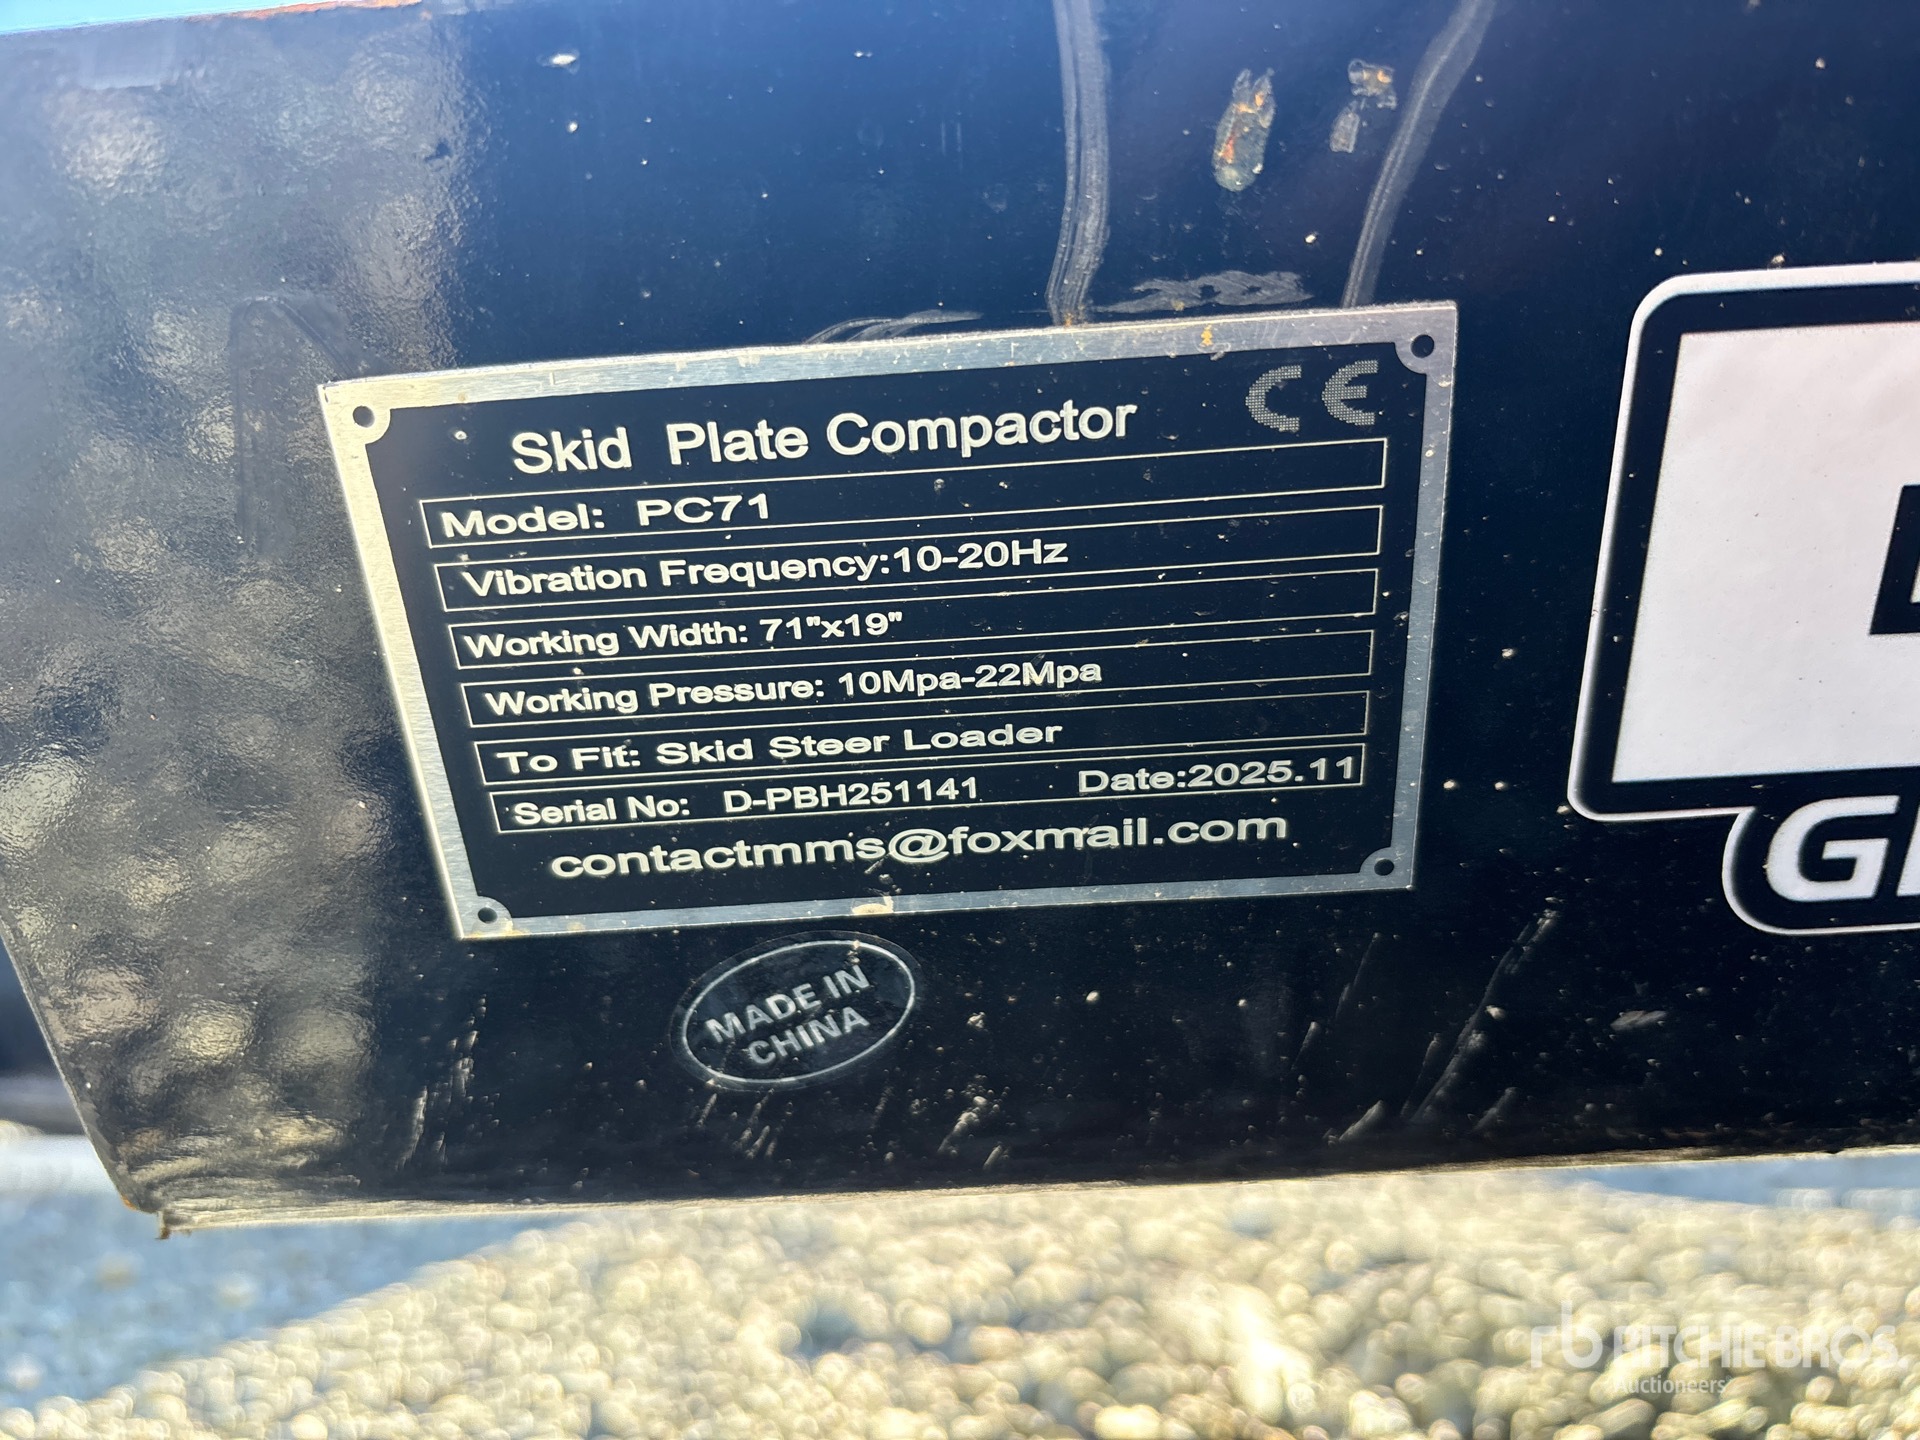 CE
Skid Plate Compactor
Model: PC71
Vibration Frequency:10-20Hz
Working Width: 71"x19"
Working Pressure: 10Mpa-22Mpa
To Fit: Skid Steer Loader
Serial No: D-PBH251141 Date:2025.11
contactmms@foxmail.com
MADE IN
CHINA
rb RITCHIE BROS.
Auctioneers